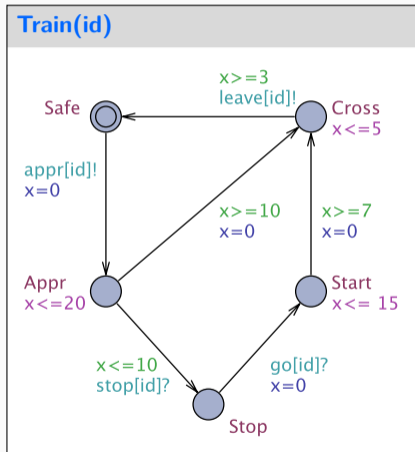 Train(id)
x>=3
leave[id]!
Safe
Cross
x<=5
appr[id]!
x=0
x>=10
x=0
x>=7
x=0
Appr
x<=20
Start
x<= 15
x<=10
stop[id]?
go[id]?
x=0
Stop